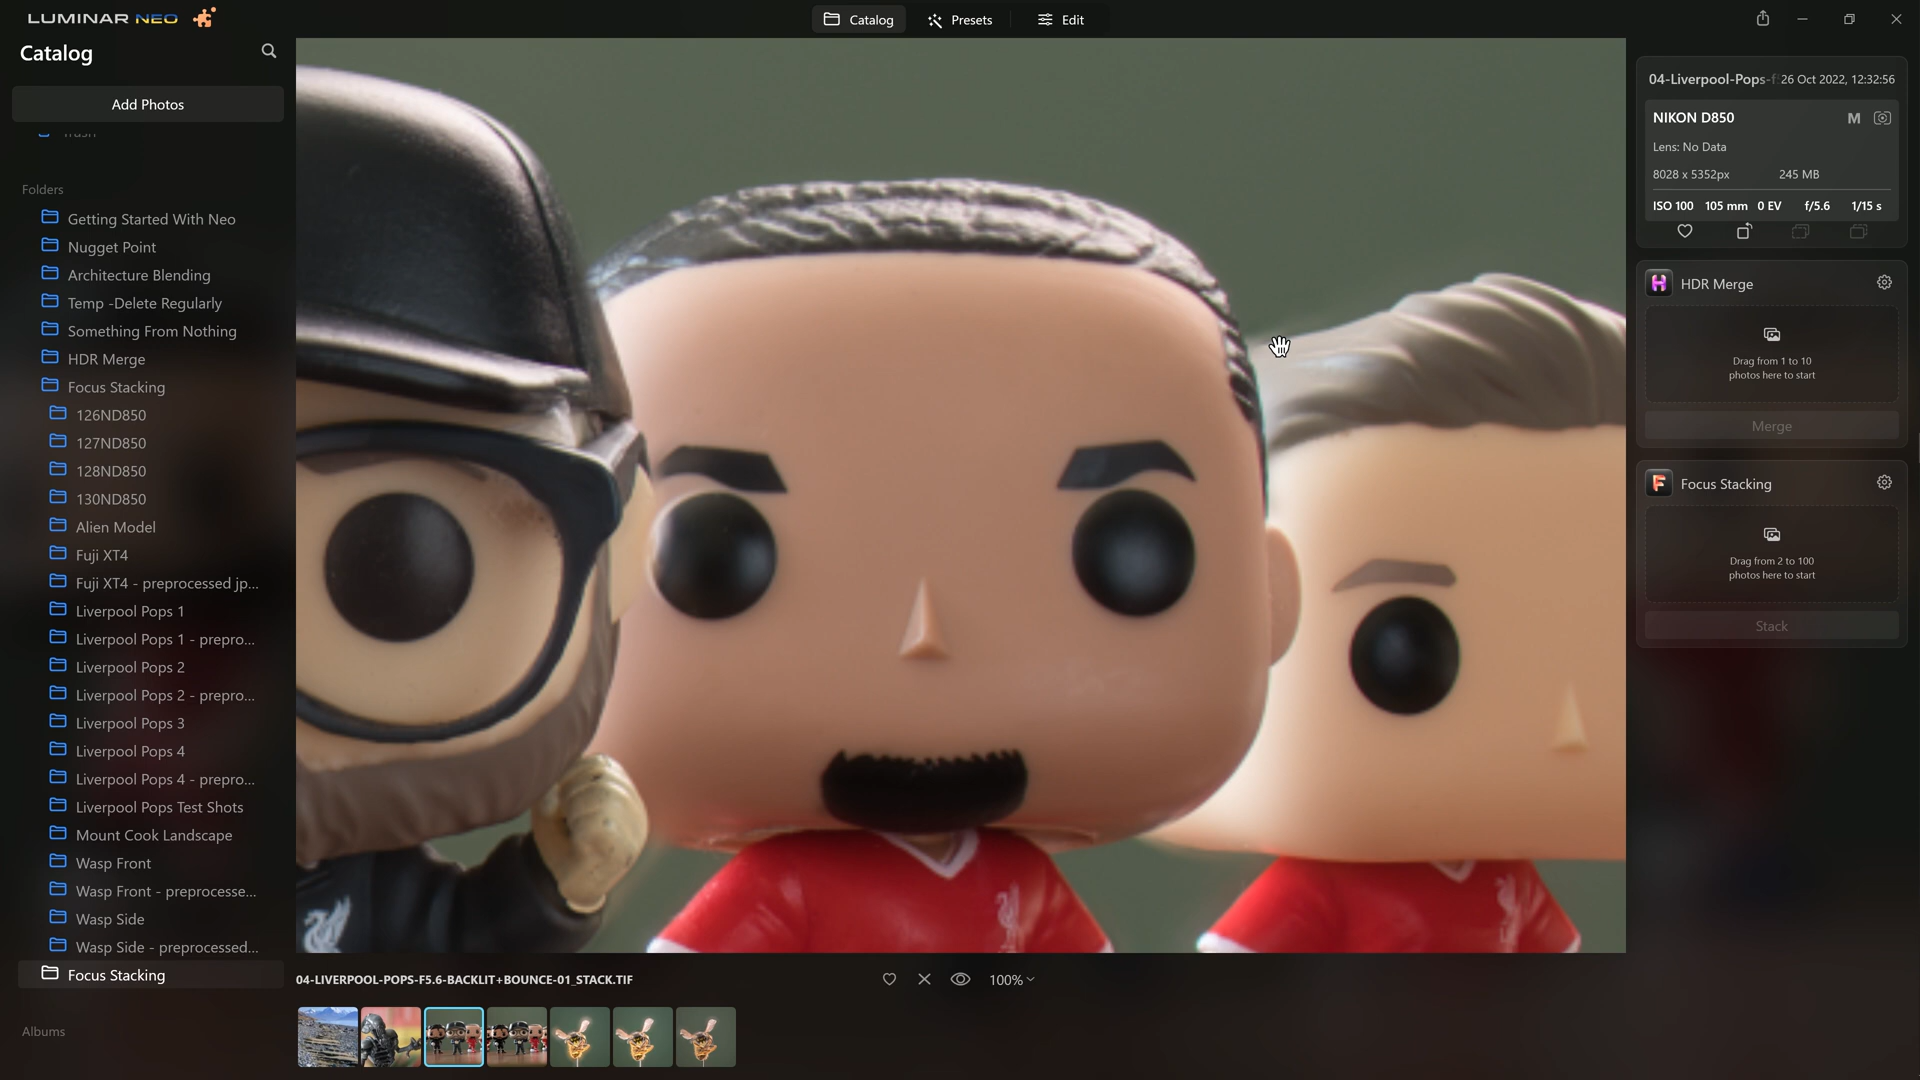 LUMINAR NEO
Catalog
Presets
Edit
Catalog
Add Photos
Trash
Folders
Getting Started With Neo
Nugget Point
Architecture Blending
Temp -Delete Regularly
Something From Nothing
HDR Merge
Focus Stacking
126ND850
127ND850
128ND850
130ND850
Alien Model
Fuji XT4
Fuji XT4 - preprocessed jp...
Liverpool Pops 1
Liverpool Pops 1 - prepro...
Liverpool Pops 2
Liverpool Pops 2 - prepro...
Liverpool Pops 3
Liverpool Pops 4
Liverpool Pops 4 - prepro...
Liverpool Pops Test Shots
Mount Cook Landscape
Wasp Front
Wasp Front - preprocesse...
Wasp Side
Wasp Side - preprocessed...
Focus Stacking
Albums
04-LIVERPOOL-POPS-F5.6-BACKLIT+BOUNCE-01_STACK.TIF
100%
04-Liverpool-Pops-f 26 Oct 2022, 12:32:56
NIKON D850 M
Lens: No Data
8028 x 5352px 245 MB
ISO 100 105 mm 0 EV f/5.6 1/15 s
HDR Merge
Drag from 1 to 10
photos here to start
Merge
Focus Stacking
Drag from 2 to 100
photos here to start
Stack